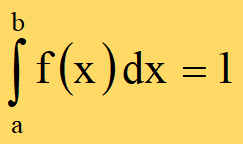 b
∫ f(x) dx = 1
a